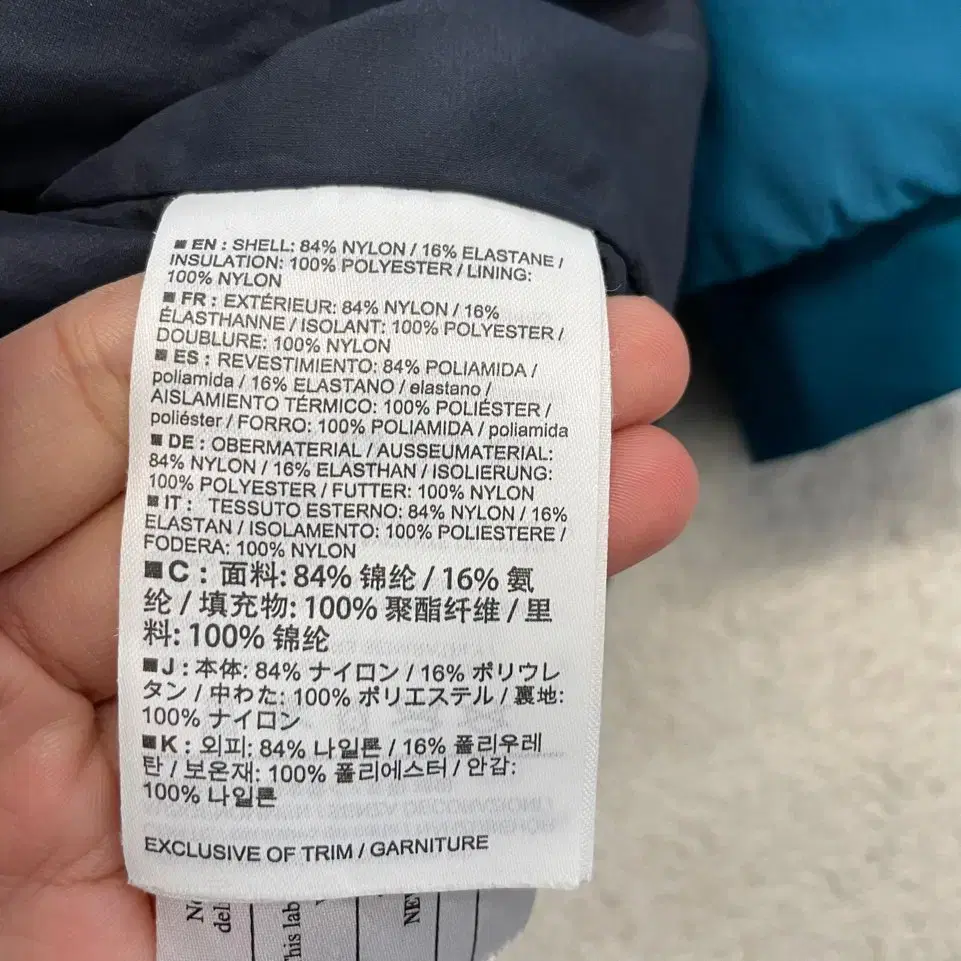 ■ EN : SHELL: 84% NYLON / 16% ELASTANE /
INSULATION: 100% POLYESTER / LINING:
100% NYLON
■ FR : EXTÉRIEUR: 84% NYLON / 16%
ÉLASTHANNE / ISOLANT: 100% POLYESTER /
DOUBLURE: 100% NYLON
■ ES : REVESTIMIENTO: 84% POLIAMIDA /
poliamida / 16% ELASTANO / elastano /
AISLAMIENTO TÉRMICO: 100% POLIÉSTER /
poliéster / FORRO: 100% POLIAMIDA / poliamida
■ DE : OBERMATERIAL / AUSSEUMATERIAL:
84% NYLON / 16% ELASTHAN / ISOLIERUNG:
100% POLYESTER / FUTTER: 100% NYLON
■ IT : TESSUTO ESTERNO: 84% NYLON / 16%
ELASTAN / ISOLAMENTO: 100% POLIESTERE /
FODERA: 100% NYLON
■ C : 面料: 84% 锦纶 / 16% 氨
纶 / 填充物: 100% 聚酯纤维 / 里
料: 100% 锦纶
■ J : 本体: 84% ナイロン / 16% ポリウレ
タン / 中わた: 100% ポリエステル / 裏地:
100% ナイロン
■ K : 외피: 84% 나일론 / 16% 폴리우레
탄 / 보온재: 100% 폴리에스터 / 안감:
100% 나일론
EXCLUSIVE OF TRIM / GARNITURE